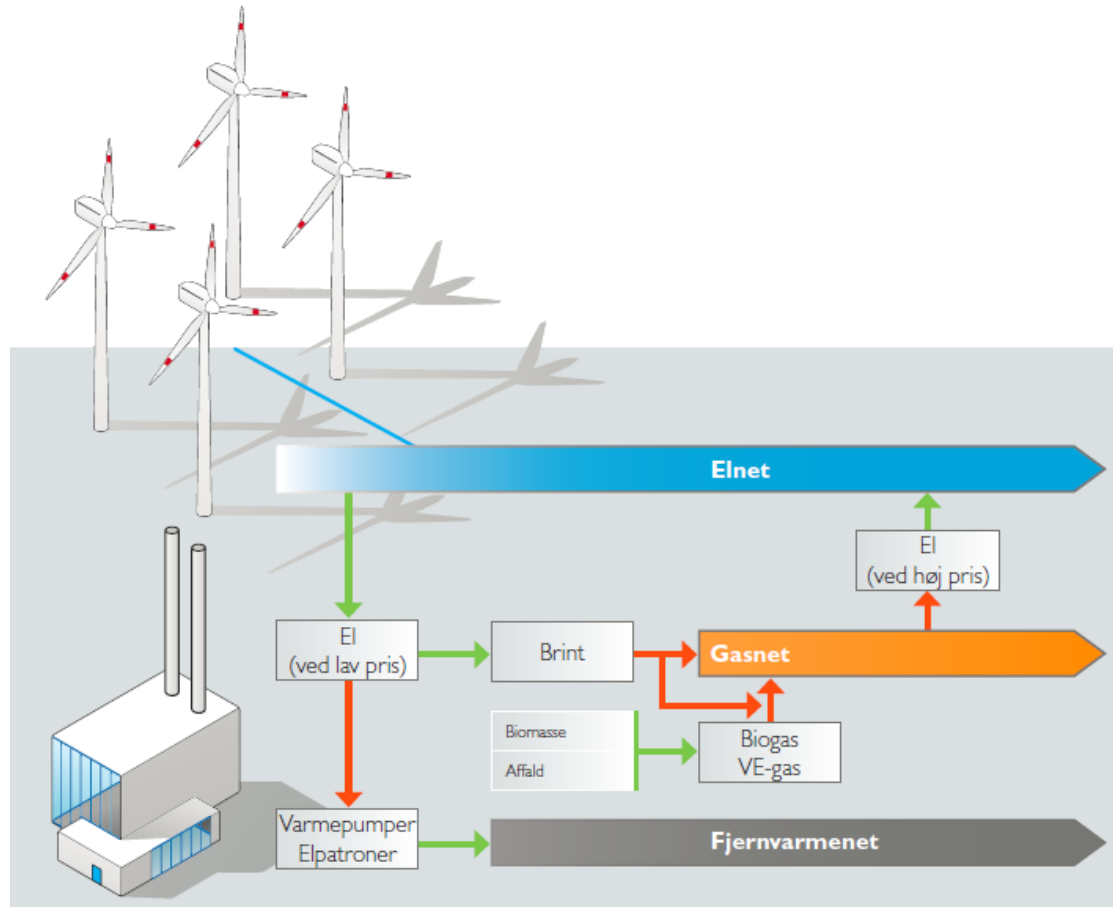 Elnet
El
(ved høj pris)
El
(ved lav pris)
Brint
Gasnet
Biomasse
Affald
Biogas
VE-gas
Varmepumper
Elpatroner
Fjernvarmenet